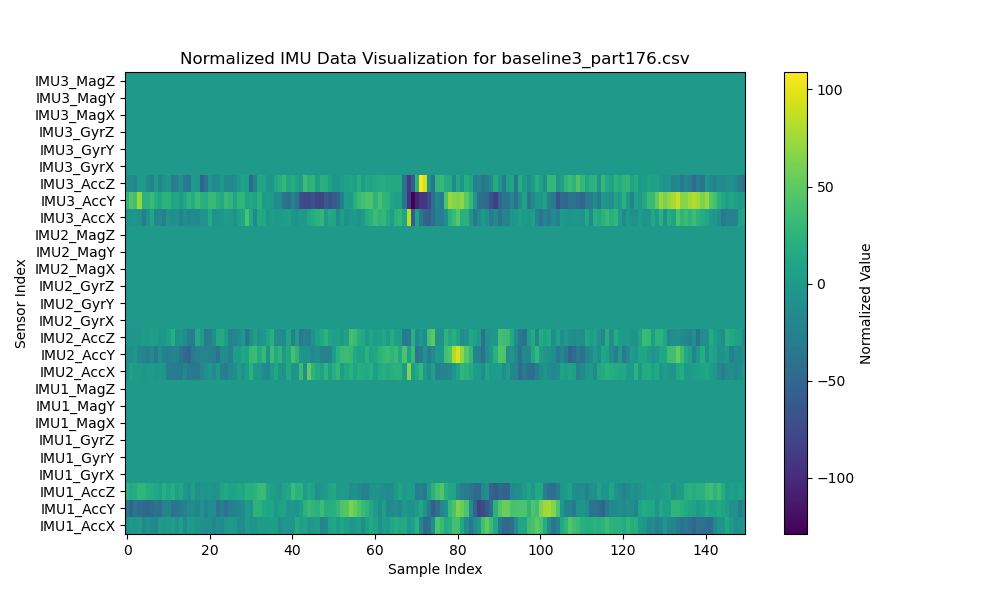 Normalized IMU Data Visualization for baseline3_part176.csv
IMU3_MagZ
IMU3_MagY
IMU3_MagX
IMU3_GyrZ
IMU3_GyrY
IMU3_GyrX
IMU3_AccZ
IMU3_AccY
IMU3_AccX
IMU2_MagZ
IMU2_MagY
IMU2_MagX
IMU2_GyrZ
IMU2_GyrY
IMU2_GyrX
IMU2_AccZ
IMU2_AccY
IMU2_AccX
IMU1_MagZ
IMU1_MagY
IMU1_MagX
IMU1_GyrZ
IMU1_GyrY
IMU1_GyrX
IMU1_AccZ
IMU1_AccY
IMU1_AccX
Sensor Index
0 20 40 60 80 100 120 140
Sample Index
100
50
0
−50
−100
Normalized Value